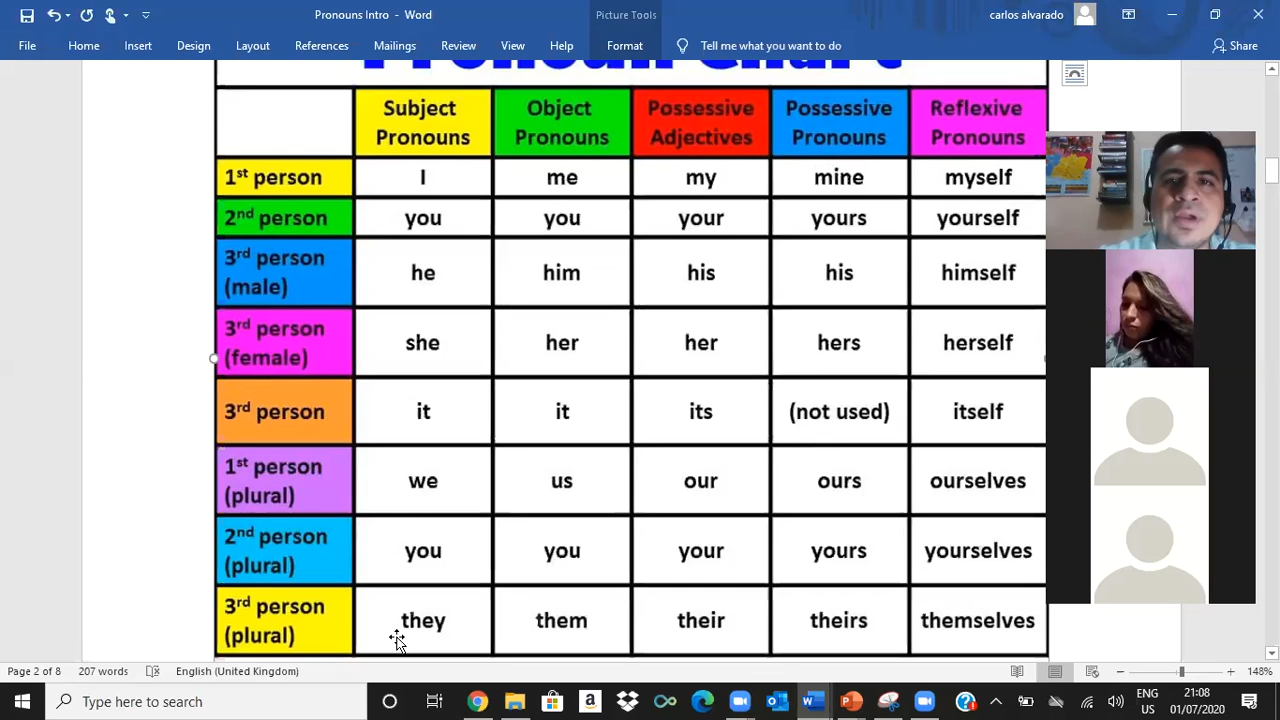 Pronouns Intro - Word
Picture Tools
carlos alvarado
File Home Insert Design Layout References Mailings Review View Help Format Tell me what you want to do Share
Pronoun Chart
Subject Pronouns Object Pronouns Possessive Adjectives Possessive Pronouns Reflexive Pronouns
1st person I me my mine myself
2nd person you you your yours yourself
3rd person (male) he him his his himself
3rd person (female) she her her hers herself
3rd person it it its (not used) itself
1st person (plural) we us our ours ourselves
2nd person (plural) you you your yours yourselves
3rd person (plural) they them their theirs themselves
Page 2 of 8 207 words English (United Kingdom) 148%
Type here to search
ENG 21:08
US 01/07/2020